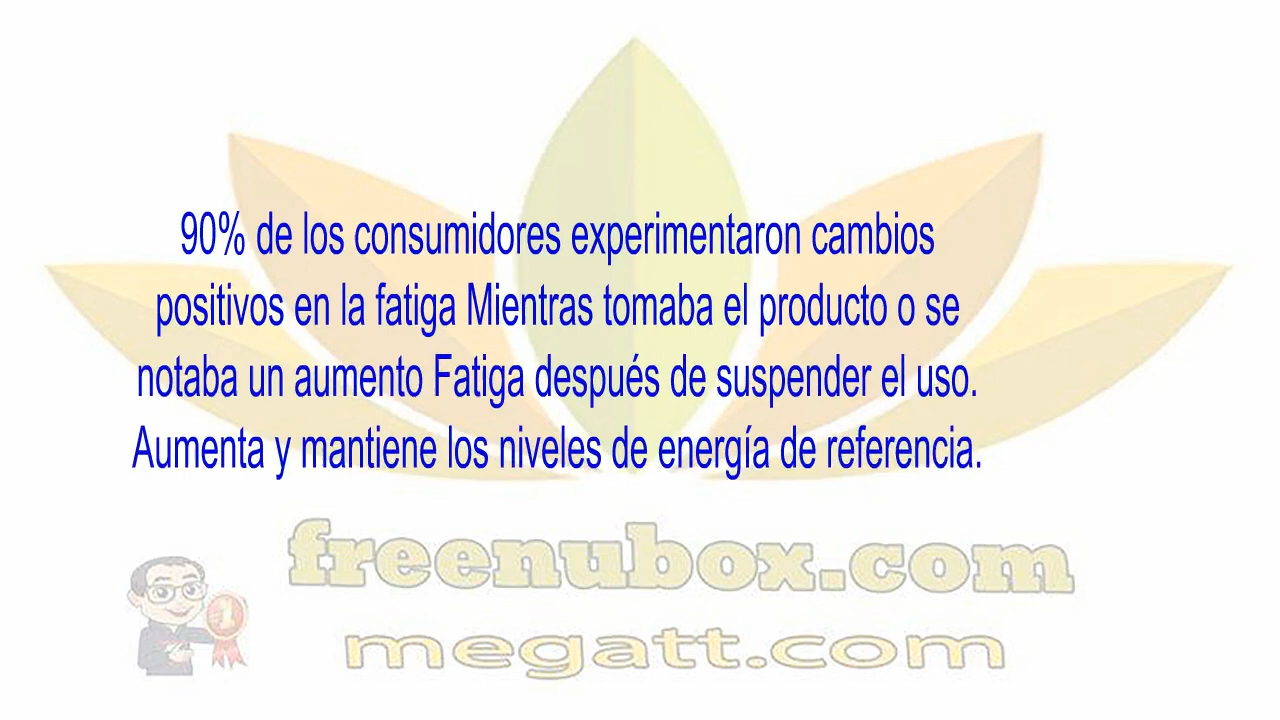 90% de los consumidores experimentaron cambios
positivos en la fatiga Mientras tomaba el producto o se
notaba un aumento Fatiga después de suspender el uso.
Aumenta y mantiene los niveles de energía de referencia.
freenubox.com
1
megatt.com